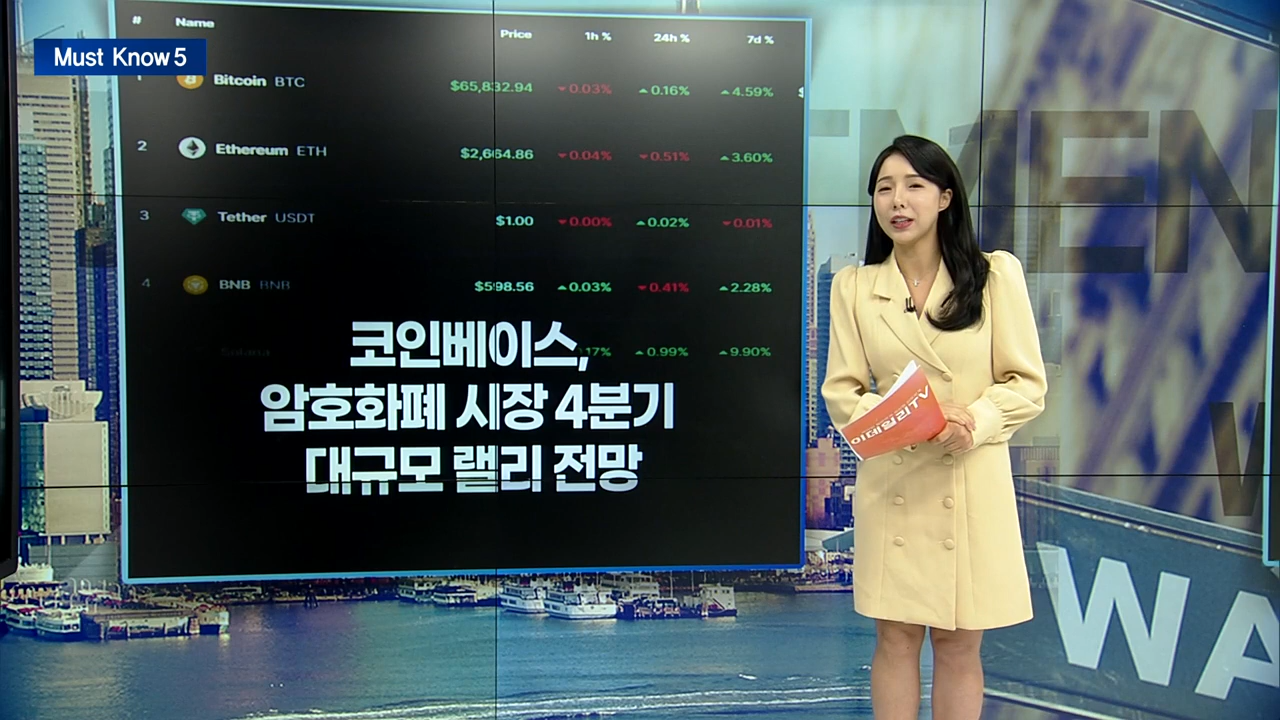 Must Know 5
# Name Price 1h % 24h % 7d %
1 Bitcoin BTC $65,832.94 0.03% 0.16% 4.59% $
2 Ethereum ETH $2,664.86 0.04% 0.51% 3.60%
3 Tether USDT $1.00 0.00% 0.02% 0.01%
4 BNB BNB $598.56 0.03% 0.41% 2.28%
Solana 0.99% 9.90%
코인베이스,
암호화폐 시장 4분기
대규모 랠리 전망
이데일리TV
TMEN
W
WA